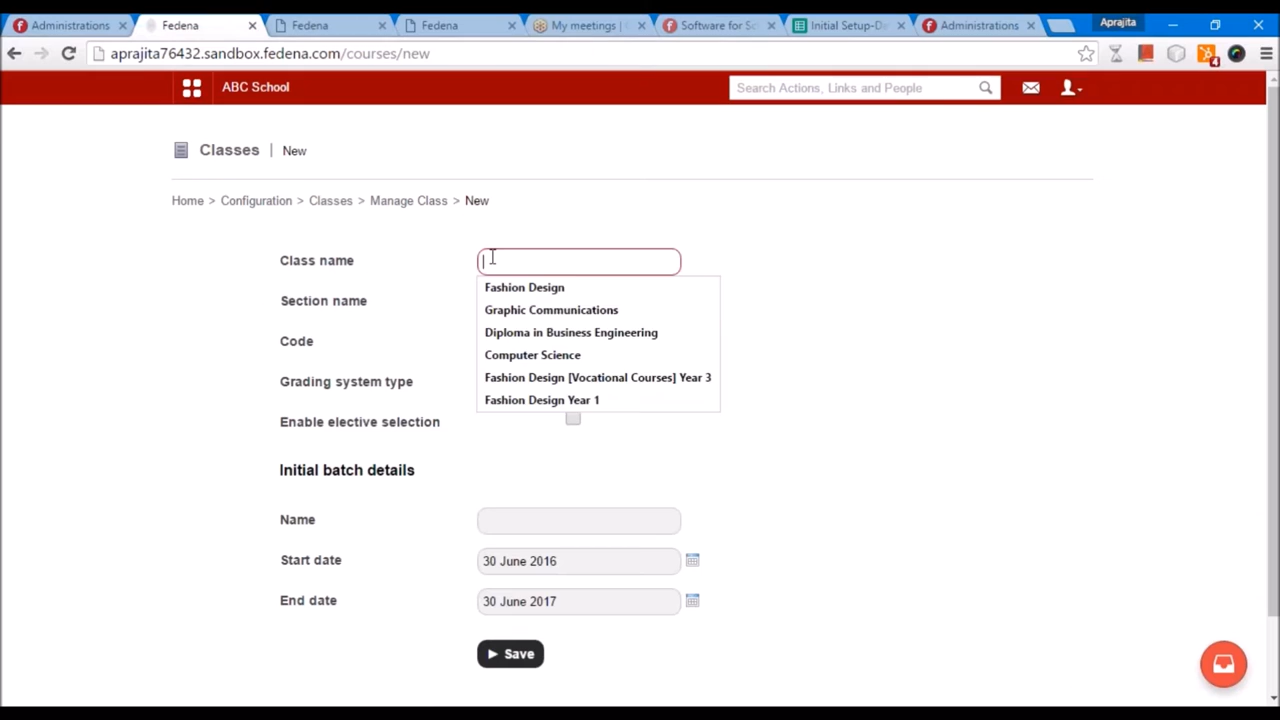 Administrations
Fedena
Fedena
Fedena
My meetings |
Software for Sc
Initial Setup-De
Administrations
Aprajita
aprajita76432.sandbox.fedena.com/courses/new
4
ABC School
Search Actions, Links and People
Classes | New
Home > Configuration > Classes > Manage Class > New
Class name
Fashion Design
Section name
Graphic Communications
Diploma in Business Engineering
Code
Computer Science
Grading system type
Fashion Design [Vocational Courses] Year 3
Fashion Design Year 1
Enable elective selection
Initial batch details
Name
Start date
30 June 2016
End date
30 June 2017
Save